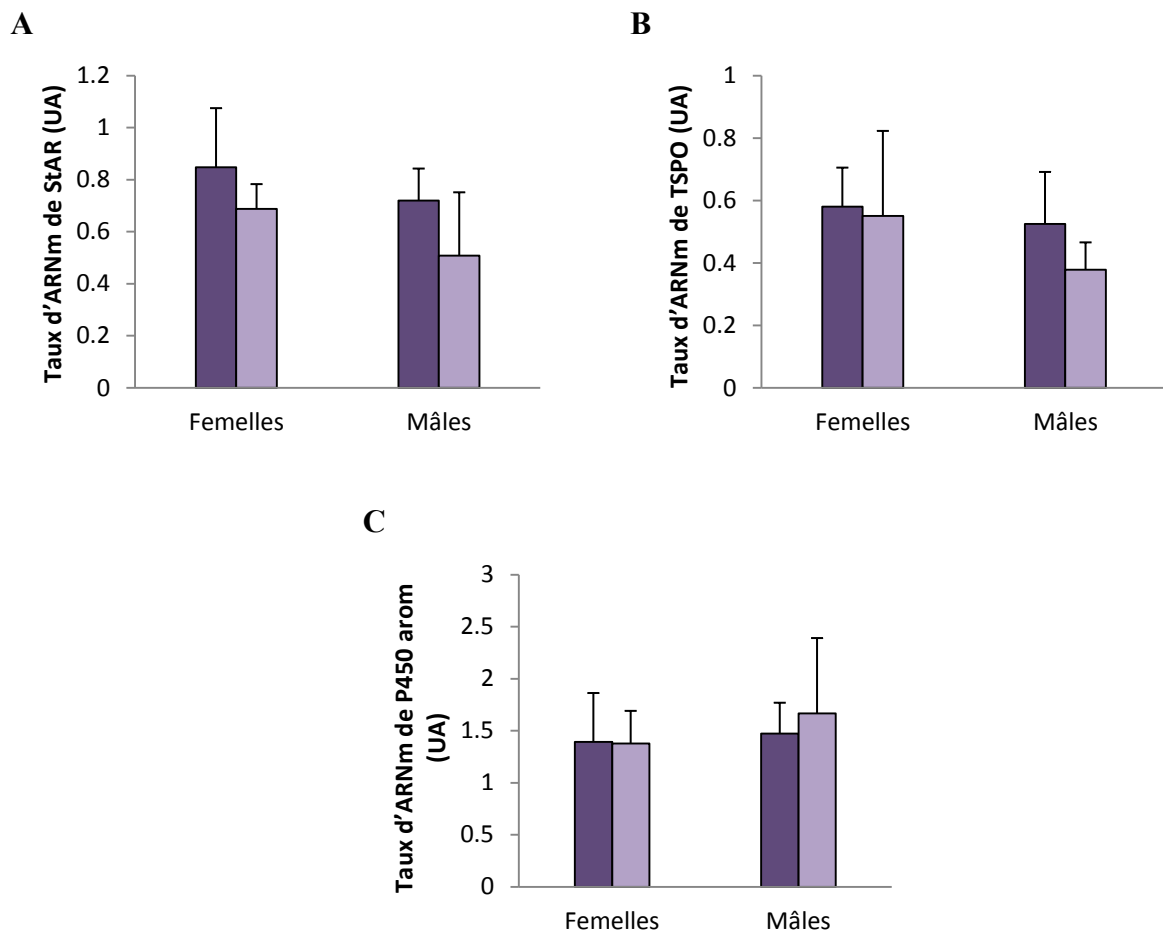 A
Taux d'ARNm de StAR (UA)
1.2
1
0.8
0.6
0.4
0.2
0
Femelles
Mâles
B
Taux d'ARNm de TSPO (UA)
1
0.8
0.6
0.4
0.2
0
Femelles
Mâles
C
Taux d'ARNm de P450 arom
(UA)
3
2.5
2
1.5
1
0.5
0
Femelles
Mâles